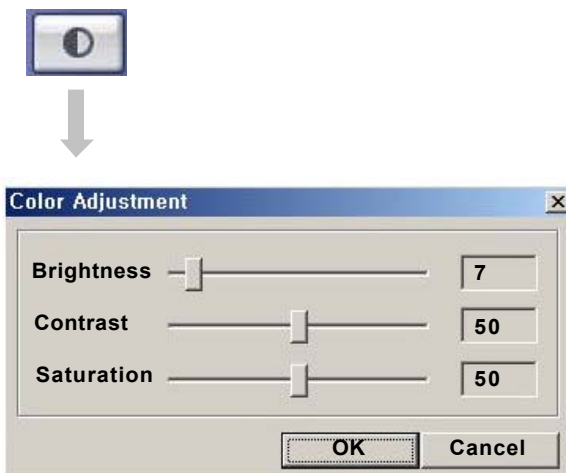 Color Adjustment
Brightness 7
Contrast 50
Saturation 50
OK Cancel